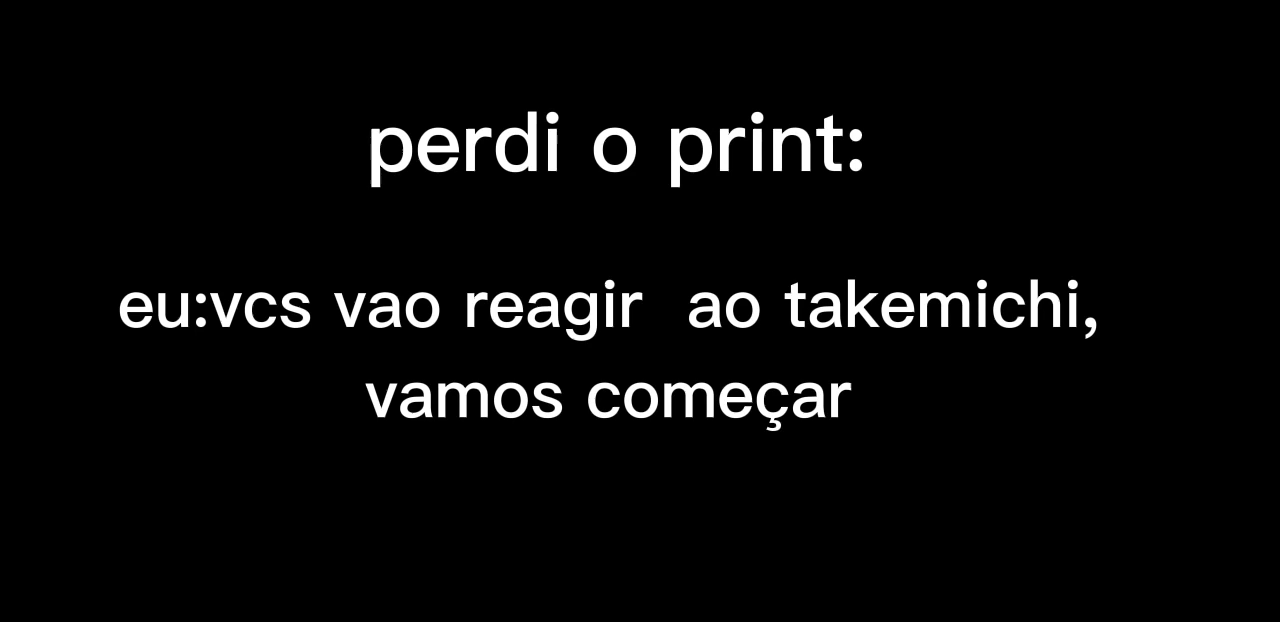 perdi o print:
eu:vcs vao reagir  ao takemichi,
vamos começar